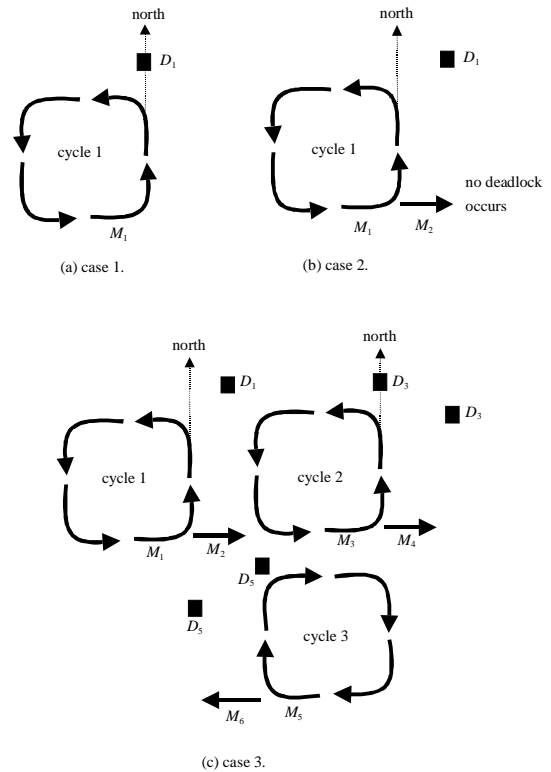 north
D1
cycle 1
M1
(a) case 1.
north
D1
cycle 1
no deadlock
occurs
M1
M2
(b) case 2.
north
D1
cycle 1
M1
M2
north
D3
D3
cycle 2
M3
M4
D5
D5
cycle 3
M6
M5
(c) case 3.